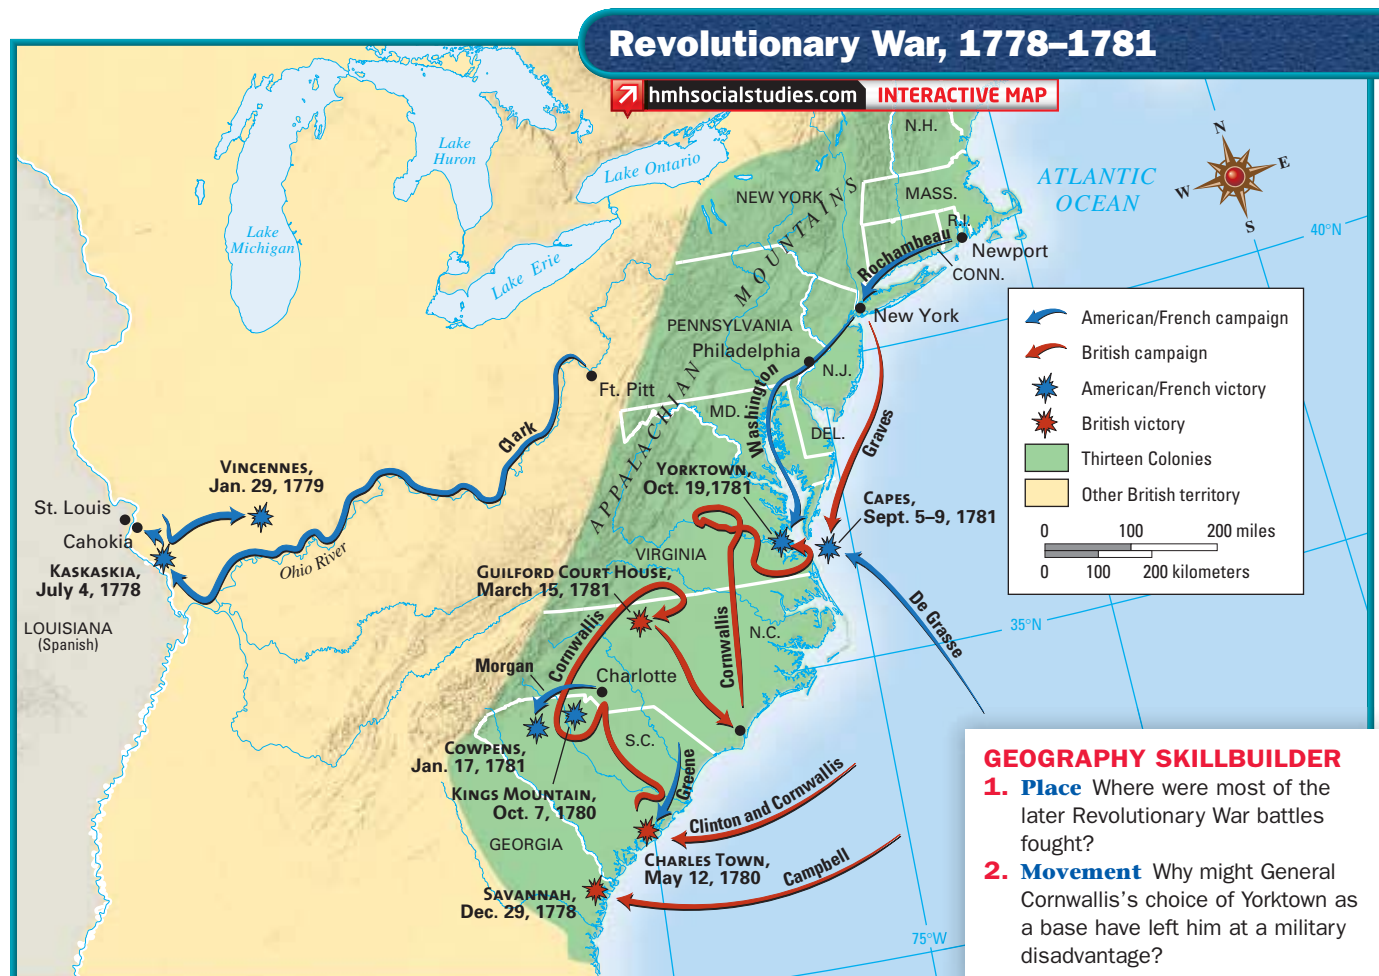 Revolutionary War, 1778–1781
hmhsocialstudies.com INTERACTIVE MAP
N.H.
Lake
Huron
Lake Ontario
NEW YORK
MASS.
ATLANTIC
OCEAN
N
E
W
S
40°N
Lake
Michigan
Lake Erie
R.I.
Newport
Rochambeau
CONN.
APPALACHIAN MOUNTAINS
New York
PENNSYLVANIA
Philadelphia
N.J.
Ft. Pitt
MD.
DEL.
Washington
Graves
Clark
American/French campaign
British campaign
American/French victory
British victory
Thirteen Colonies
Other British territory
0 100 200 miles
0 100 200 kilometers
VINCENNES,
Jan. 29, 1779
YORKTOWN,
Oct. 19,1781
CAPES,
Sept. 5–9, 1781
St. Louis
Cahokia
KASKASKIA,
July 4, 1778
Ohio River
VIRGINIA
GUILFORD COURT HOUSE,
March 15, 1781
LOUISIANA
(Spanish)
De Grasse
35°N
N.C.
Cornwallis
Cornwallis
Morgan
Charlotte
S.C.
COWPENS,
Jan. 17, 1781
KINGS MOUNTAIN,
Oct. 7, 1780
Greene
Clinton and Cornwallis
GEORGIA
CHARLES TOWN,
May 12, 1780
Campbell
SAVANNAH,
Dec. 29, 1778
75°W
GEOGRAPHY SKILLBUILDER
1. Place Where were most of the
later Revolutionary War battles
fought?
2. Movement Why might General
Cornwallis's choice of Yorktown as
a base have left him at a military
disadvantage?